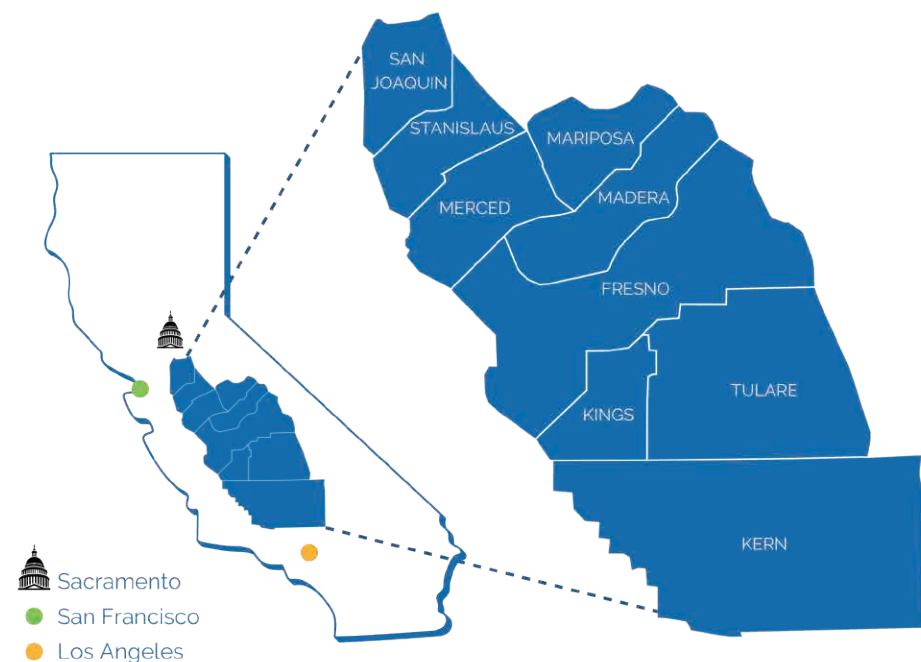 SAN
JOAQUIN
STANISLAUS
MARIPOSA
MERCED
MADERA
FRESNO
TULARE
KINGS
KERN
Sacramento
San Francisco
Los Angeles